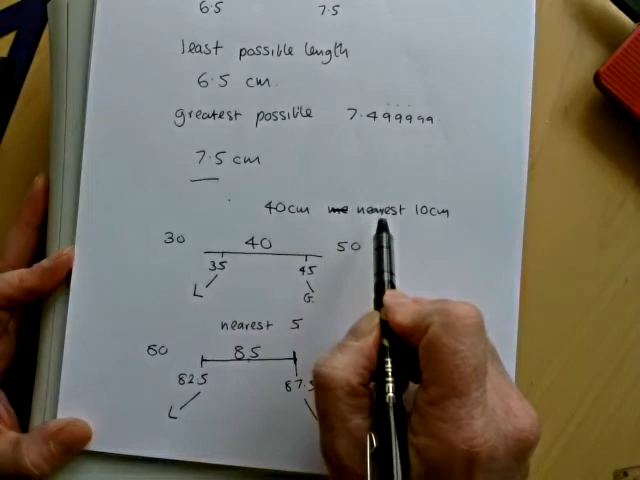 6.5 7.5
least possible length
6.5 cm.
greatest possible 7.499999
7.5 cm
40cm nearest 10cm
30 40 50
35 45
L G
nearest 5
60 85
82.5 87.5
L